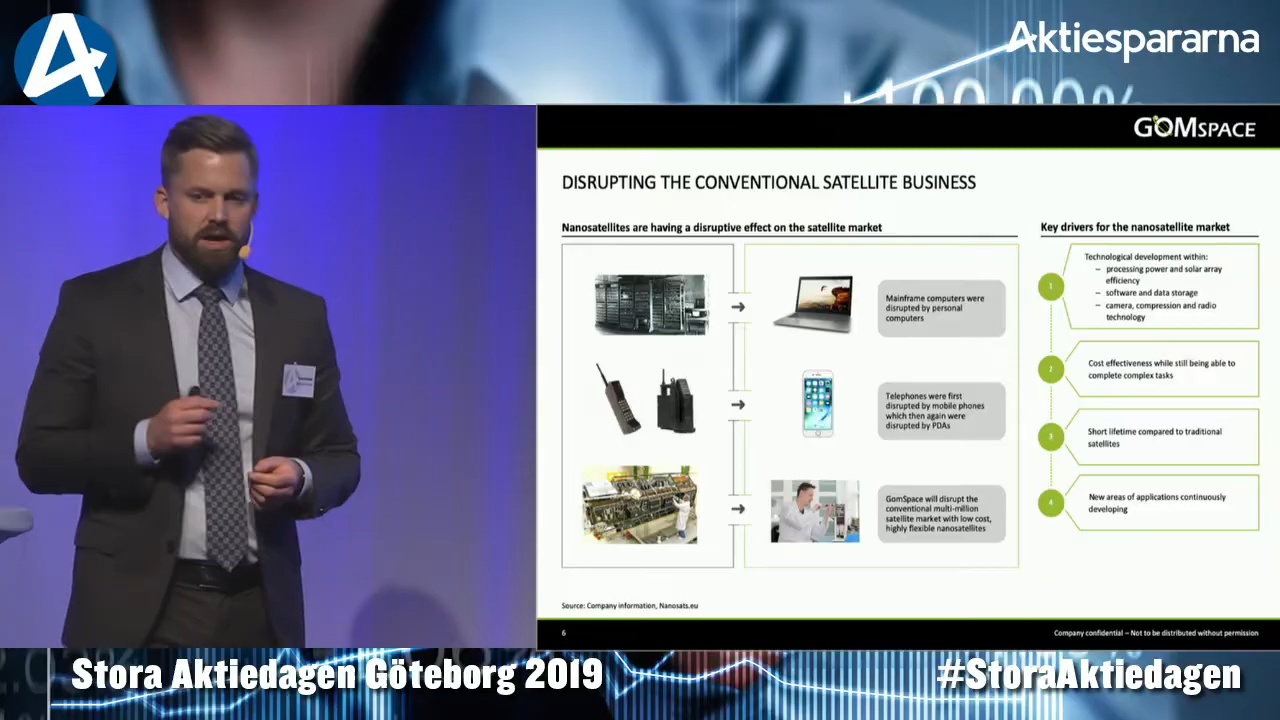 Aktiespararna
100,00%
GOMSPACE
DISRUPTING THE CONVENTIONAL SATELLITE BUSINESS
Nanosatellites are having a disruptive effect on the satellite market
Mainframe computers were
disrupted by personal
computers
Telephones were first
disrupted by mobile phones
which then again were
disrupted by PDAs
GomSpace will disrupt the
conventional multi-million
satellite market with low cost,
highly flexible nanosatellites
Key drivers for the nanosatellite market
1
Technological development within:
– processing power and solar array
efficiency
– software and data storage
– camera, compression and radio
technology
2
Cost effectiveness while still being able to
complete complex tasks
3
Short lifetime compared to traditional
satellites
4
New areas of applications continuously
developing
Source: Company information, Nanosats.eu
6
Company confidential – Not to be distributed without permission
Stora Aktiedagen Göteborg 2019
#StoraAktiedagen